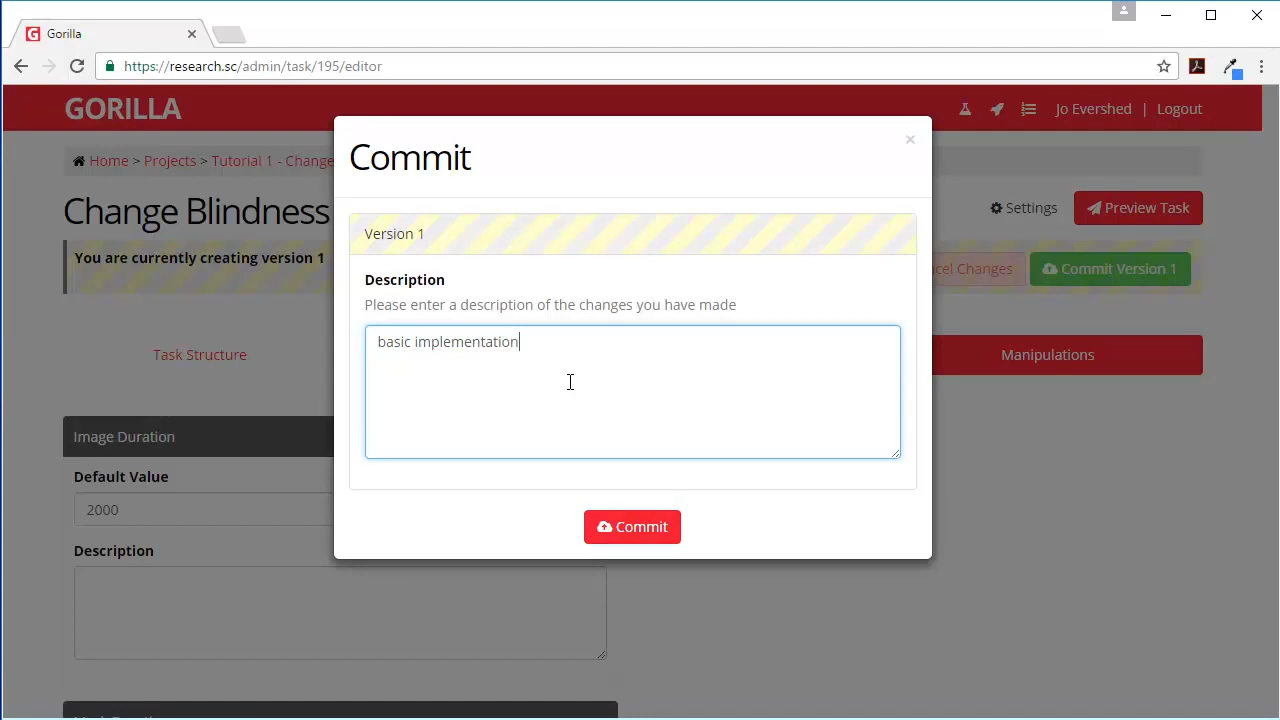 Gorilla
https://research.sc/admin/task/195/editor
GORILLA
Jo Evershed | Logout
Home > Projects > Tutorial 1 - Change
Commit
×
Change Blindness
Settings
Preview Task
Version 1
You are currently creating version 1
Changes
Commit Version 1
Description
Please enter a description of the changes you have made
basic implementation
Task Structure
Manipulations
Image Duration
Default Value
2000
Commit
Description